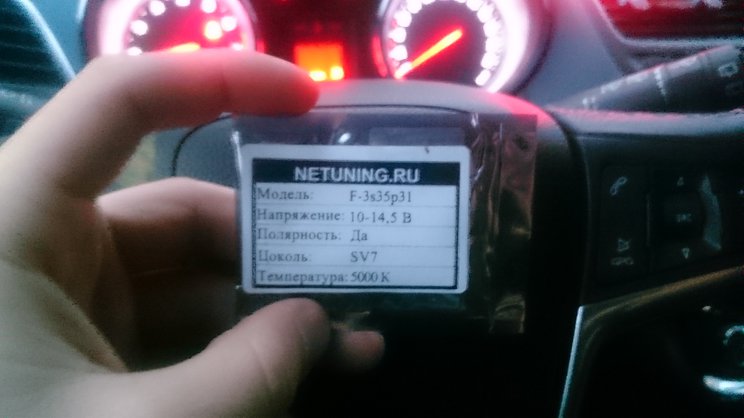 NETUNING.RU
Модель: F-3s35p31
Напряжение: 10-14,5 В
Полярность: Да
Цоколь: SV7
Температура: 5000 K